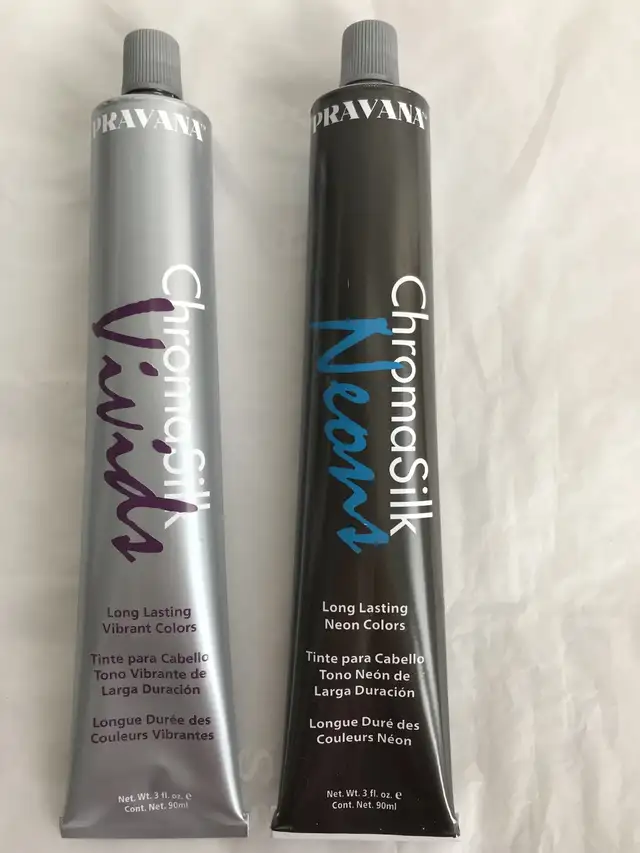 PRAVANA™
ChromaSilk
Vivids
Long Lasting
Vibrant Colors
Tinte para Cabello
Tono Vibrante de
Larga Duración
Longue Durée des
Couleurs Vibrantes
Net. Wt. 3 fl. oz. e
Cont. Net. 90ml
PRAVANA™
ChromaSilk
Neons
Long Lasting
Neon Colors
Tinte para Cabello
Tono Neón de
Larga Duración
Longue Duré des
Couleurs Néon
Net. Wt. 3 fl. oz. e
Cont. Net. 90ml